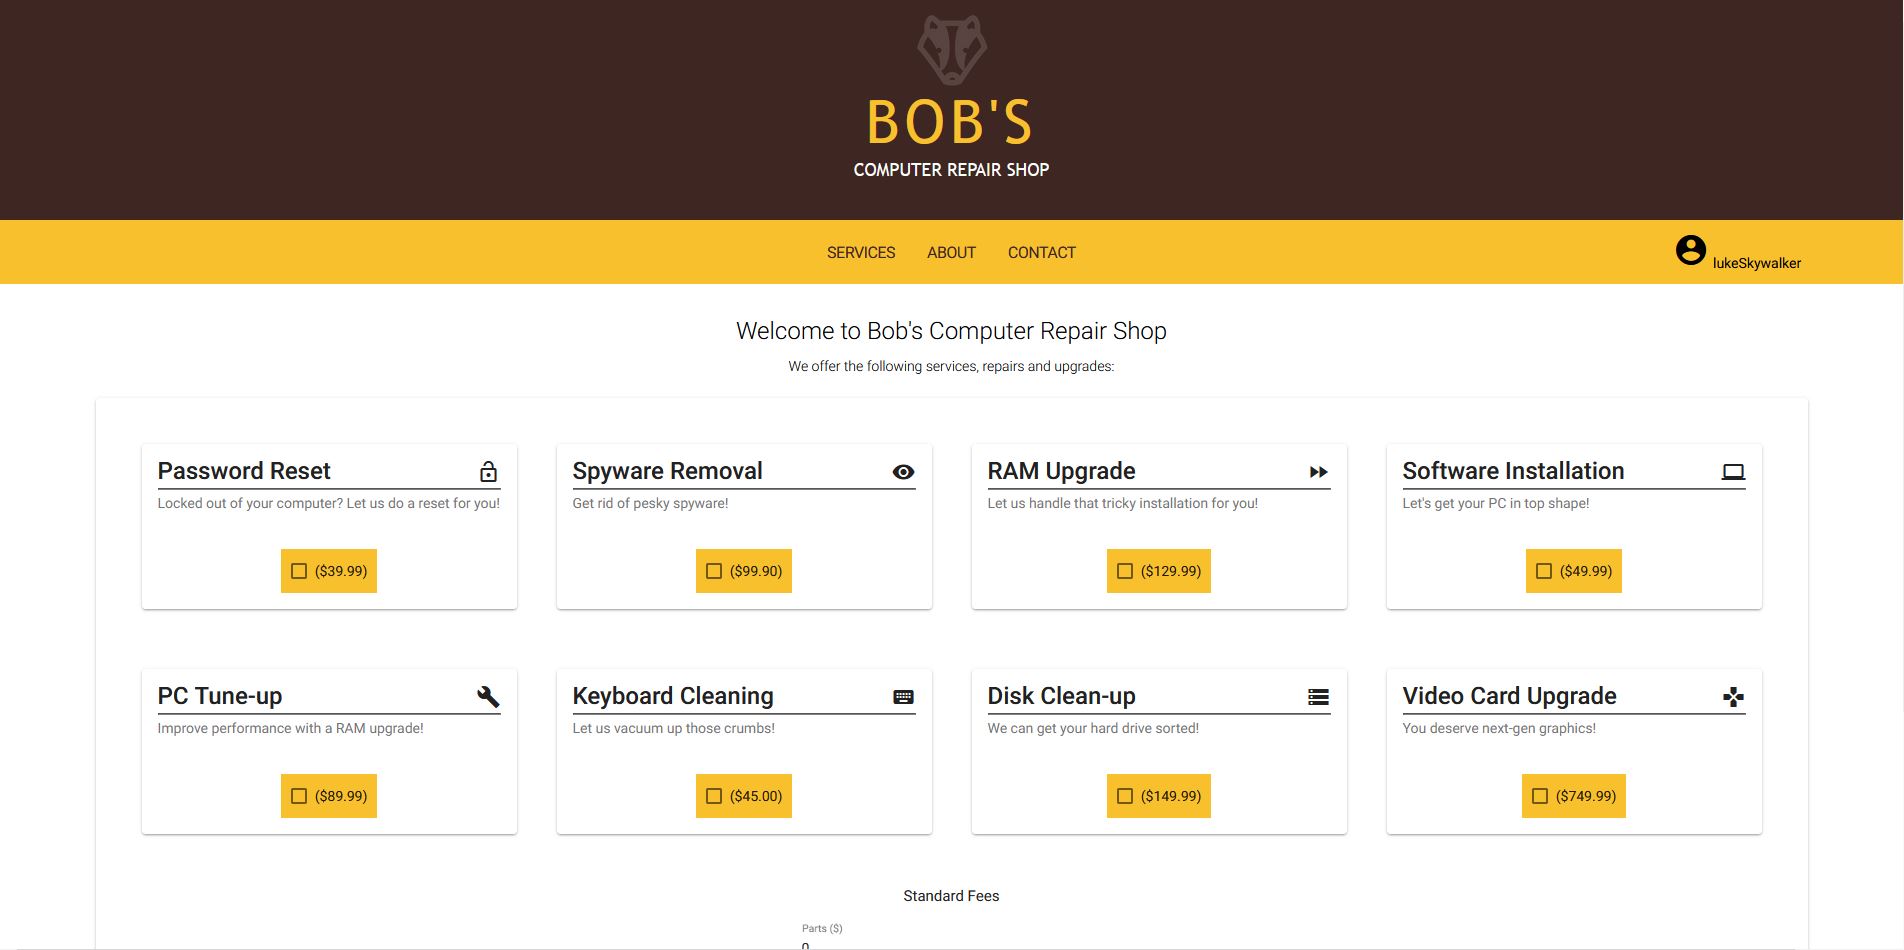 BOB'S
COMPUTER REPAIR SHOP
SERVICES ABOUT CONTACT
lukeSkywalker
Welcome to Bob's Computer Repair Shop
We offer the following services, repairs and upgrades:
Password Reset
Locked out of your computer? Let us do a reset for you!
($39.99)
Spyware Removal
Get rid of pesky spyware!
($99.90)
RAM Upgrade
Let us handle that tricky installation for you!
($129.99)
Software Installation
Let's get your PC in top shape!
($49.99)
PC Tune-up
Improve performance with a RAM upgrade!
($89.99)
Keyboard Cleaning
Let us vacuum up those crumbs!
($45.00)
Disk Clean-up
We can get your hard drive sorted!
($149.99)
Video Card Upgrade
You deserve next-gen graphics!
($749.99)
Standard Fees
Parts ($)